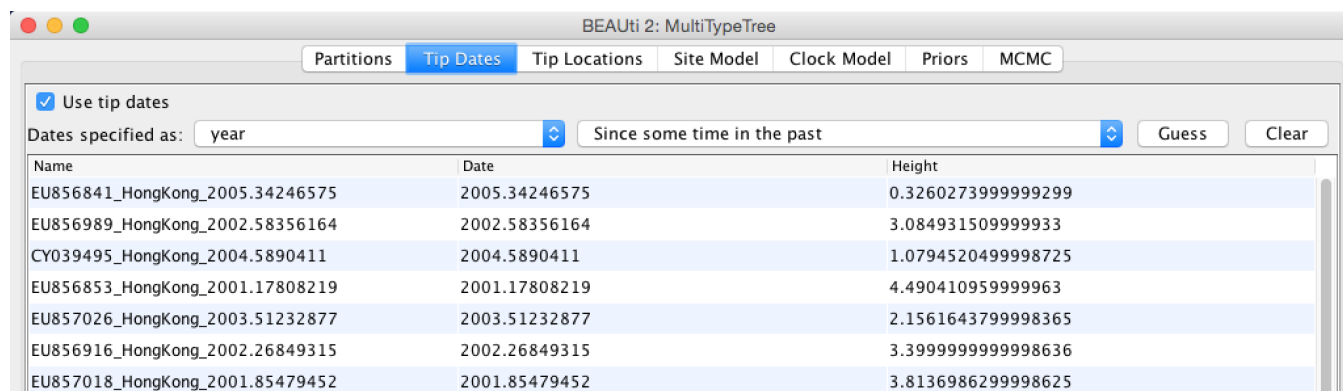 BEAUti 2: MultiTypeTree
Partitions Tip Dates Tip Locations Site Model Clock Model Priors MCMC
Use tip dates
Dates specified as: year Since some time in the past Guess Clear
Name Date Height
EU856841_HongKong_2005.34246575 2005.34246575 0.3260273999999299
EU856989_HongKong_2002.58356164 2002.58356164 3.084931509999933
CY039495_HongKong_2004.5890411 2004.5890411 1.0794520499998725
EU856853_HongKong_2001.17808219 2001.17808219 4.490410959999963
EU857026_HongKong_2003.51232877 2003.51232877 2.1561643799998365
EU856916_HongKong_2002.26849315 2002.26849315 3.3999999999998636
EU857018_HongKong_2001.85479452 2001.85479452 3.8136986299998625